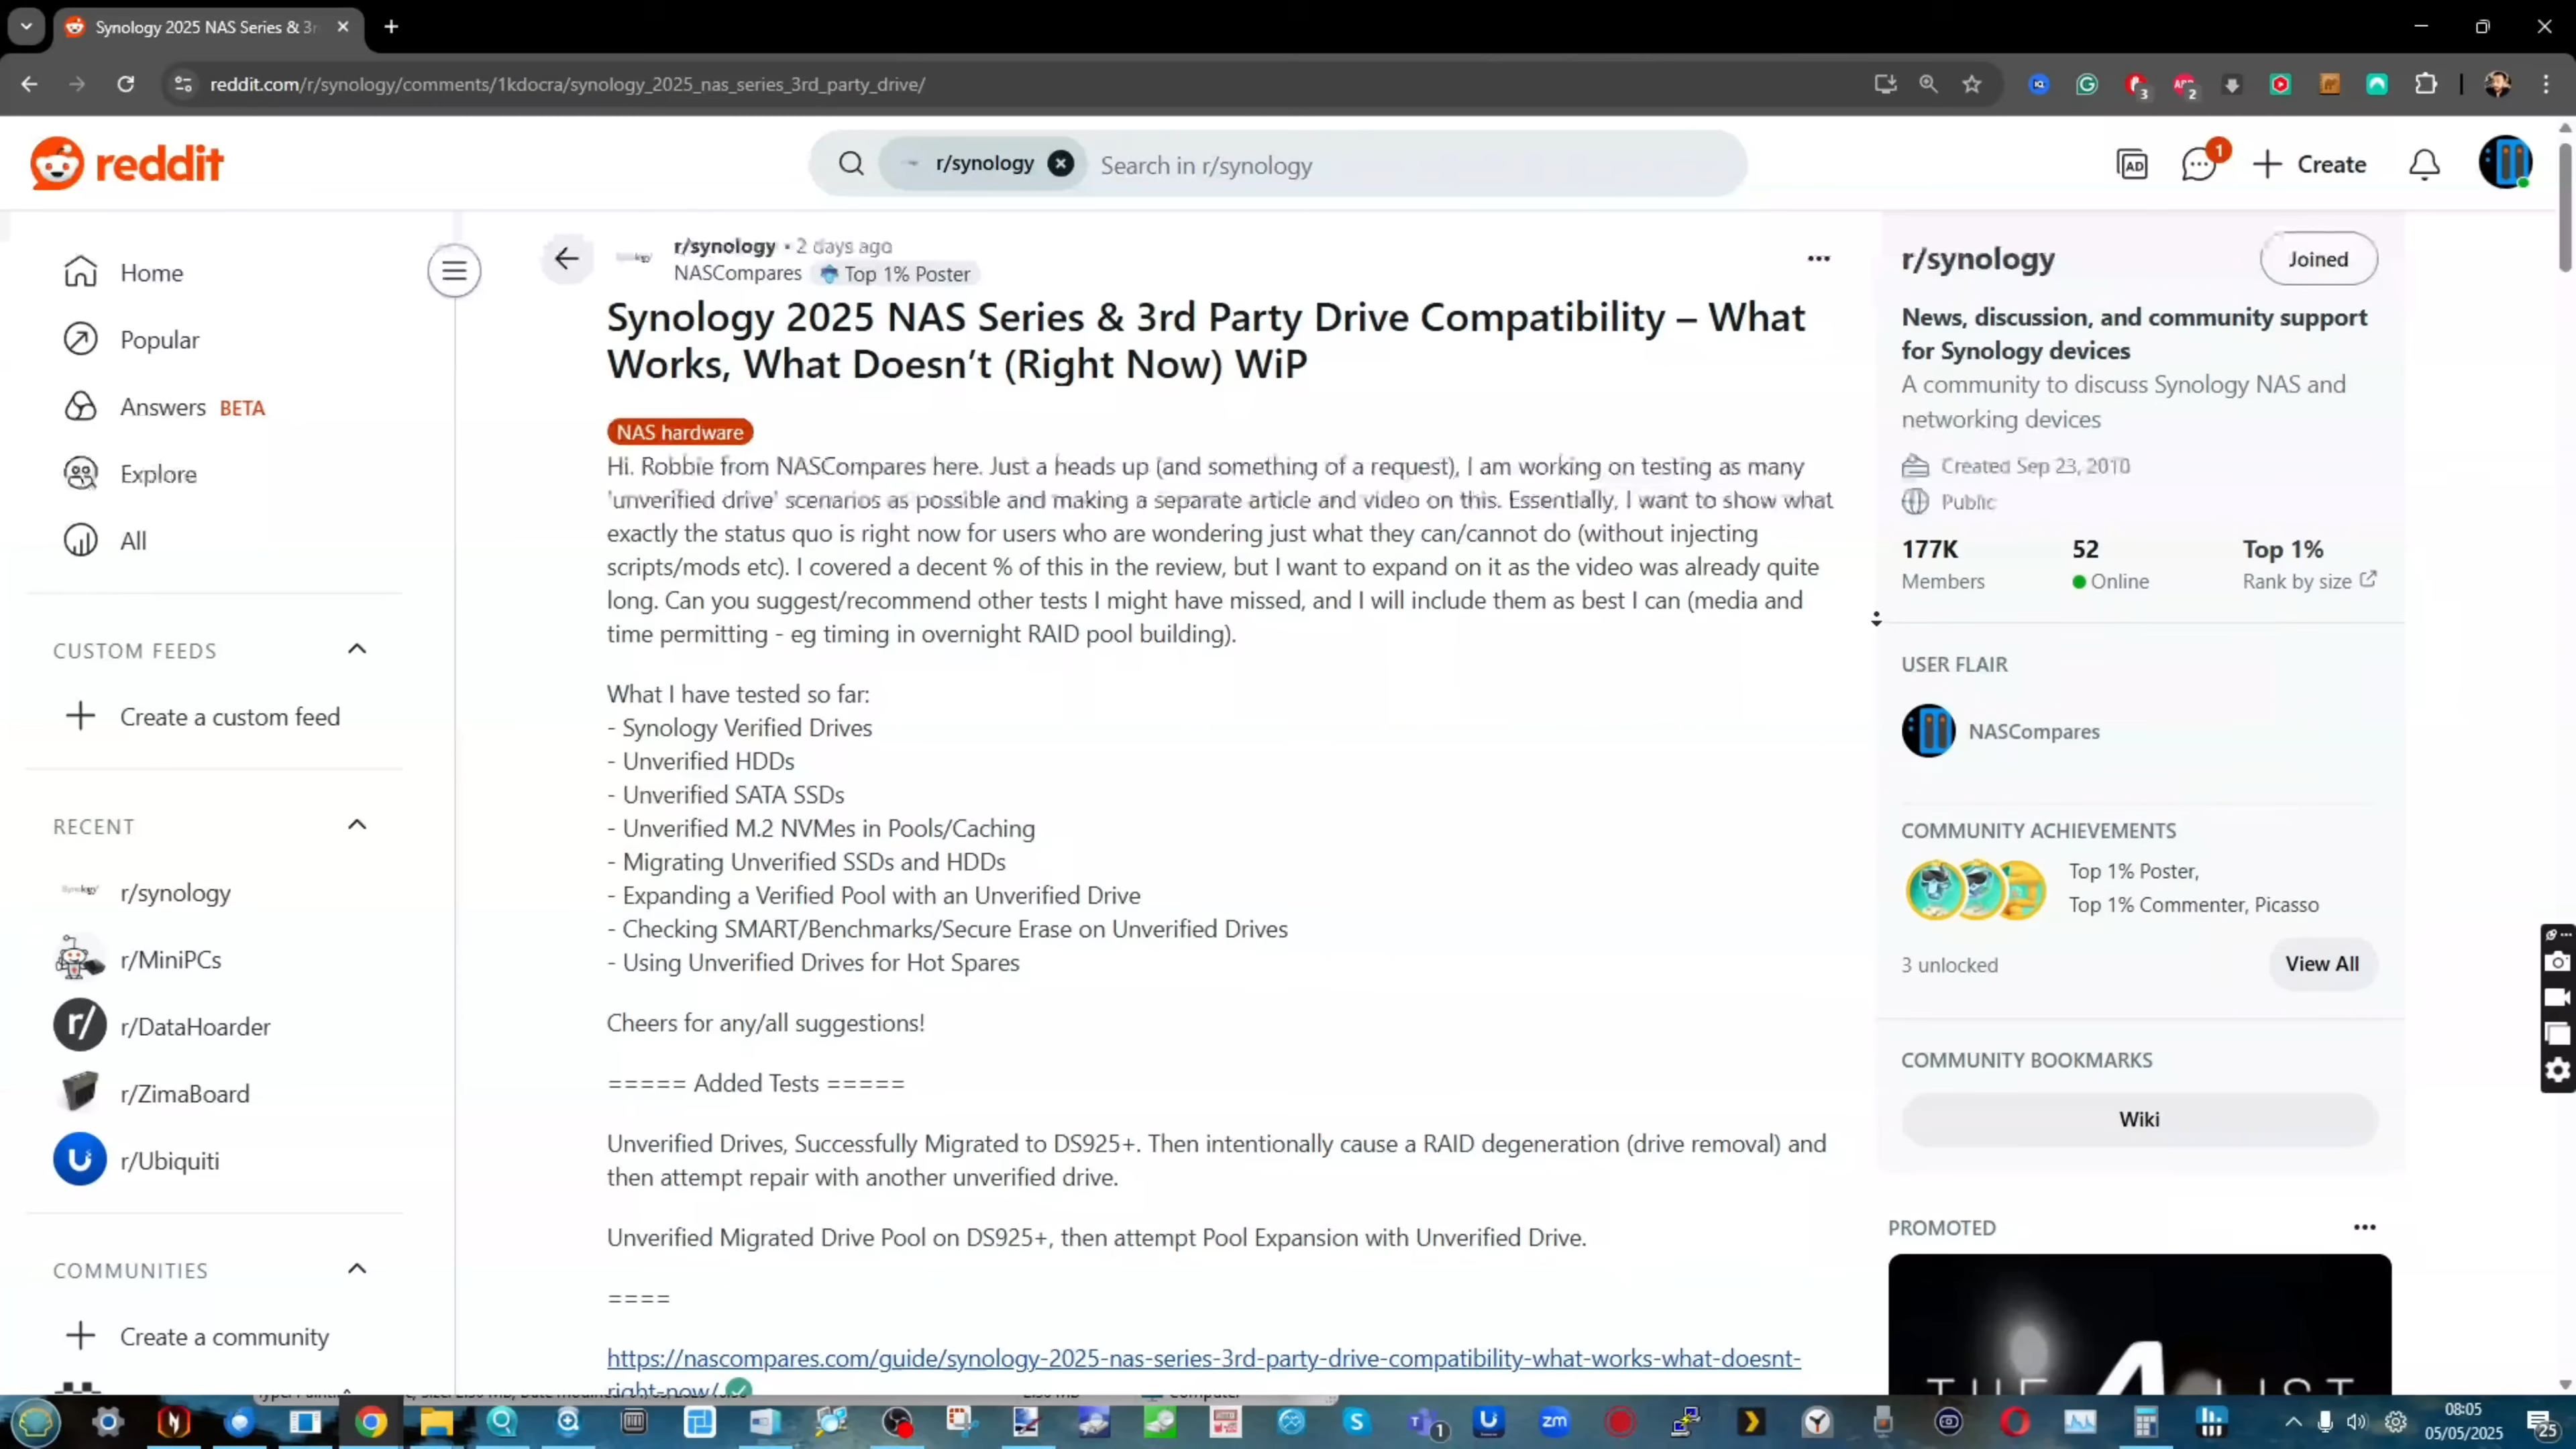 Synology 2025 NAS Series & 3r
reddit.com/r/synology/comments/1kdocra/synology_2025_nas_series_3rd_party_drive/
3
2
reddit
r/synology
Search in r/synology
AD
1
Create
Home
Popular
Answers BETA
Explore
All
CUSTOM FEEDS
Create a custom feed
RECENT
r/synology
r/MiniPCs
r/DataHoarder
r/ZimaBoard
r/Ubiquiti
COMMUNITIES
Create a community
r/synology • 2 days ago
NASCompares Top 1% Poster
Synology 2025 NAS Series & 3rd Party Drive Compatibility – What
Works, What Doesn’t (Right Now) WiP
NAS hardware
Hi. Robbie from NASCompares here. Just a heads up (and something of a request), I am working on testing as many
'unverified drive' scenarios as possible and making a separate article and video on this. Essentially, I want to show what
exactly the status quo is right now for users who are wondering just what they can/cannot do (without injecting
scripts/mods etc). I covered a decent % of this in the review, but I want to expand on it as the video was already quite
long. Can you suggest/recommend other tests I might have missed, and I will include them as best I can (media and
time permitting - eg timing in overnight RAID pool building).
What I have tested so far:
- Synology Verified Drives
- Unverified HDDs
- Unverified SATA SSDs
- Unverified M.2 NVMes in Pools/Caching
- Migrating Unverified SSDs and HDDs
- Expanding a Verified Pool with an Unverified Drive
- Checking SMART/Benchmarks/Secure Erase on Unverified Drives
- Using Unverified Drives for Hot Spares
Cheers for any/all suggestions!
===== Added Tests =====
Unverified Drives, Successfully Migrated to DS925+. Then intentionally cause a RAID degeneration (drive removal) and
then attempt repair with another unverified drive.
Unverified Migrated Drive Pool on DS925+, then attempt Pool Expansion with Unverified Drive.
====
https://nascompares.com/guide/synology-2025-nas-series-3rd-party-drive-compatibility-what-works-what-doesnt-
right-now/
r/synology
Joined
News, discussion, and community support
for Synology devices
A community to discuss Synology NAS and
networking devices
Created Sep 23, 2010
Public
177K 52 Top 1%
Members Online Rank by size
USER FLAIR
NASCompares
COMMUNITY ACHIEVEMENTS
Top 1% Poster,
Top 1% Commenter, Picasso
3 unlocked
View All
COMMUNITY BOOKMARKS
Wiki
PROMOTED
THE A LIST
zm
1
08:05
05/05/2025
25